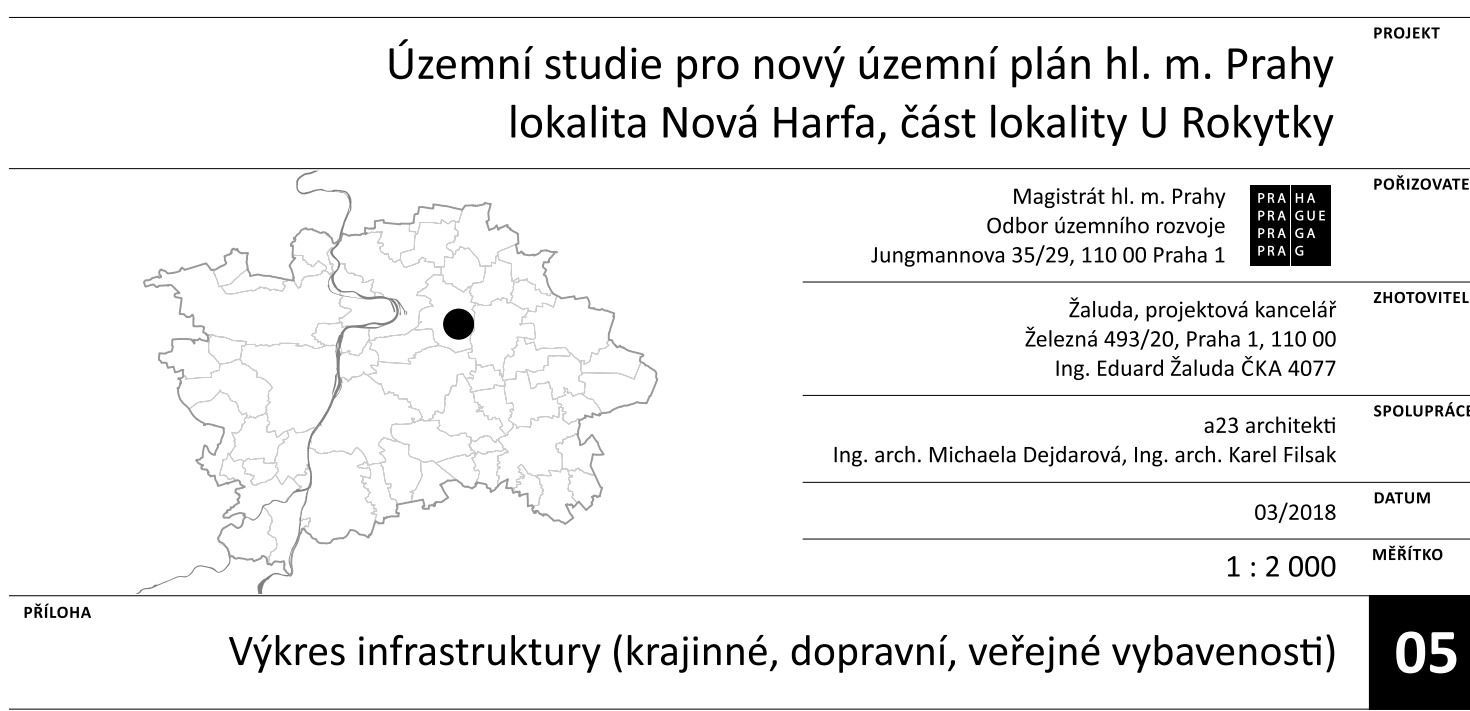 PROJEKT
Územní studie pro nový územní plán hl. m. Prahy
lokalita Nová Harfa, část lokality U Rokytky
POŘIZOVATE
Magistrát hl. m. Prahy
Odbor územního rozvoje
Jungmannova 35/29, 110 00 Praha 1
PRA HA
PRA GUE
PRA GA
PRA G
ZHOTOVITEL
Žaluda, projektová kancelář
Železná 493/20, Praha 1, 110 00
Ing. Eduard Žaluda ČKA 4077
SPOLUPRÁCE
a23 architekti
Ing. arch. Michaela Dejdarová, Ing. arch. Karel Filsak
DATUM
03/2018
MĚŘÍTKO
1 : 2 000
PŘÍLOHA
Výkres infrastruktury (krajinné, dopravní, veřejné vybavenosti)
05